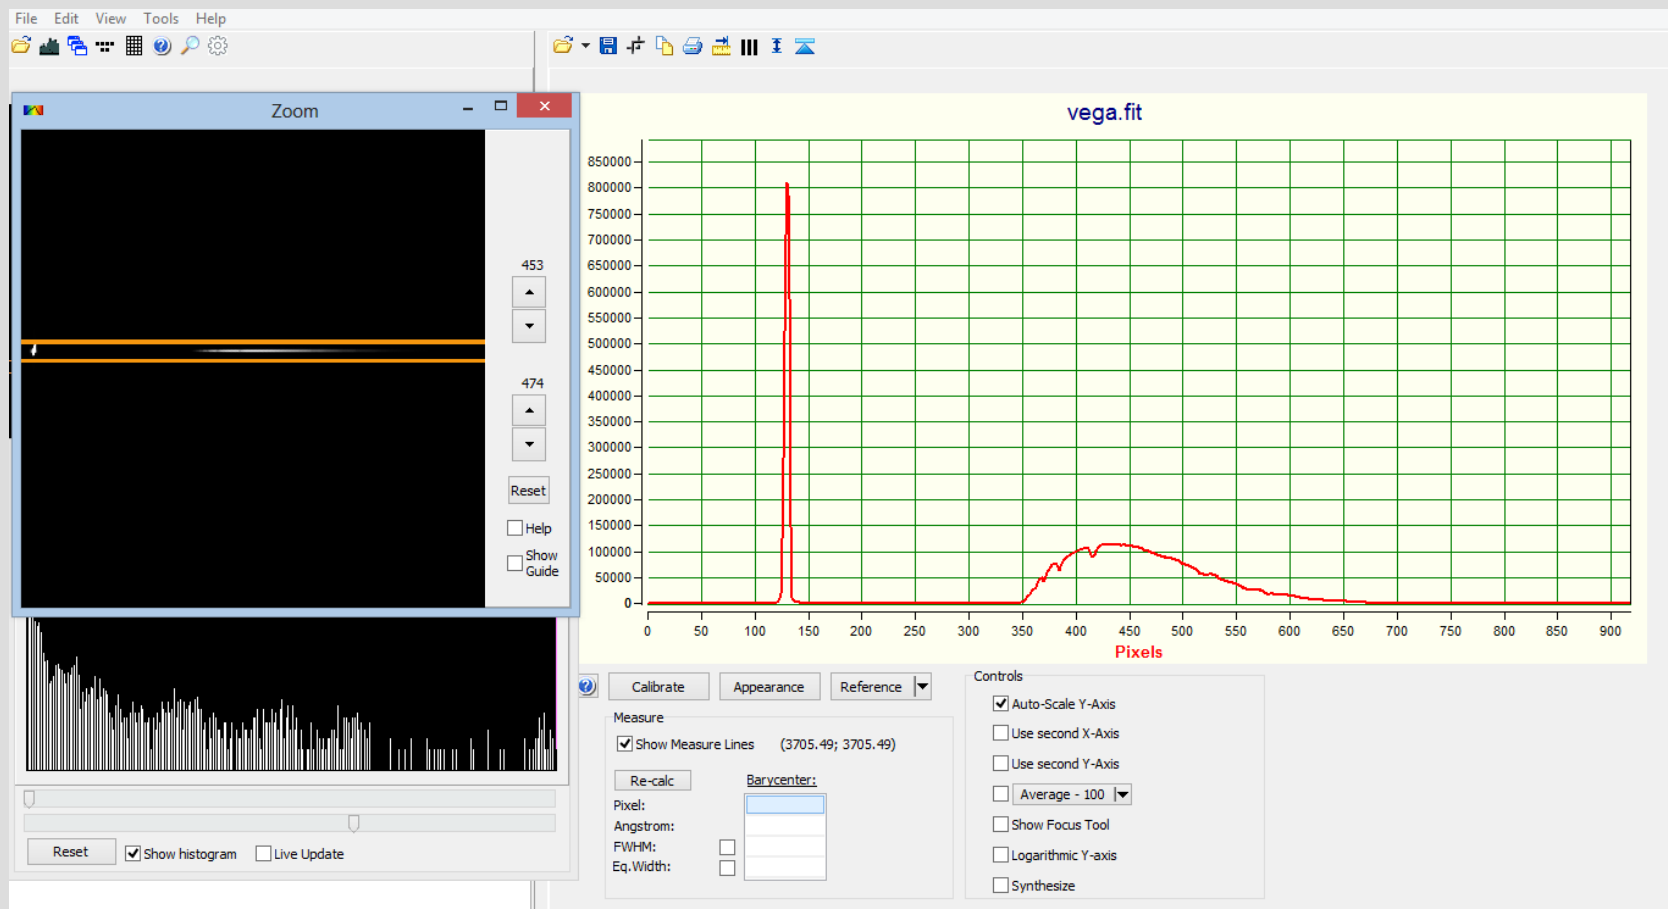 File Edit View Tools Help
Zoom
453
474
Reset
Help
Show
Guide
Reset
Show histogram
Live Update
vega.fit
850000
800000
750000
700000
650000
600000
550000
500000
450000
400000
350000
300000
250000
200000
150000
100000
50000
0
0 50 100 150 200 250 300 350 400 450 500 550 600 650 700 750 800 850 900
Pixels
Calibrate
Appearance
Reference
Measure
Show Measure Lines (3705.49; 3705.49)
Re-calc
Barycenter:
Pixel:
Angstrom:
FWHM:
Eq.Width:
Controls
Auto-Scale Y-Axis
Use second X-Axis
Use second Y-Axis
Average - 100
Show Focus Tool
Logarithmic Y-axis
Synthesize